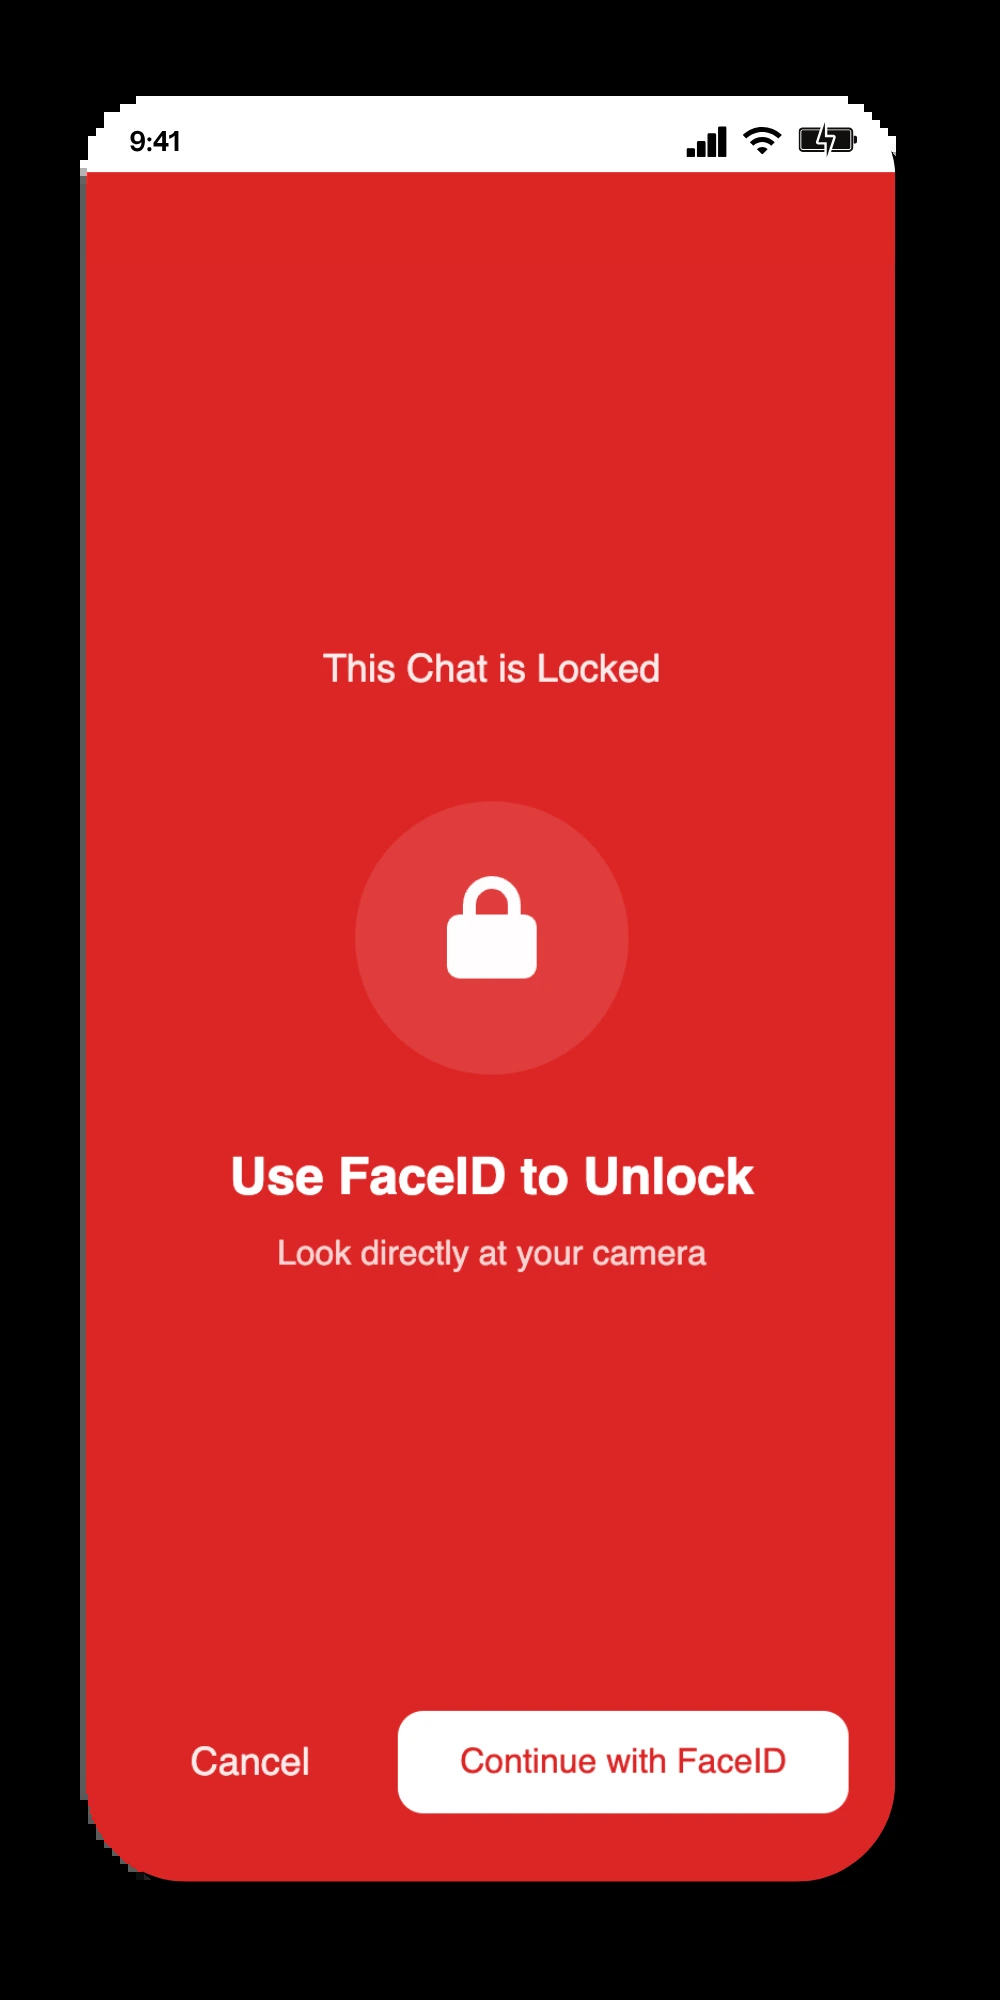 9:41
This Chat is Locked
Use FaceID to Unlock
Look directly at your camera
Cancel
Continue with FaceID